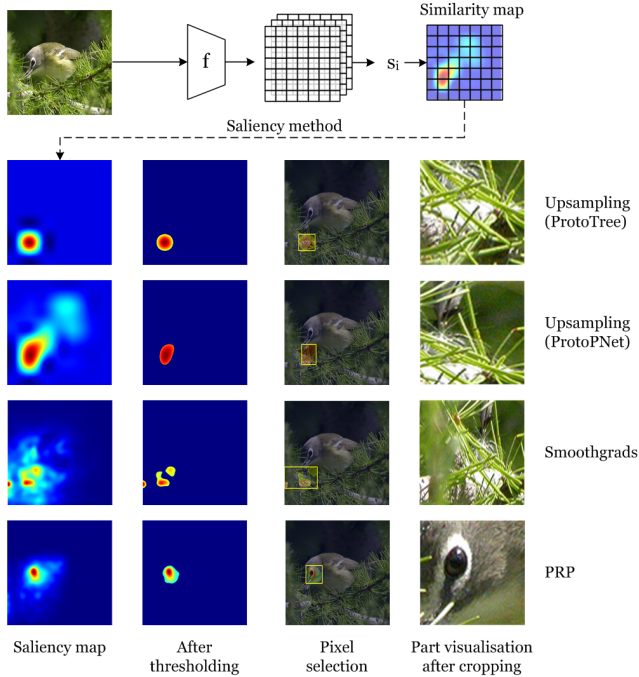 Similarity map
f
sᵢ
Saliency method
Upsampling
(ProtoTree)
Upsampling
(ProtoPNet)
Smoothgrads
PRP
Saliency map
After
thresholding
Pixel
selection
Part visualisation
after cropping